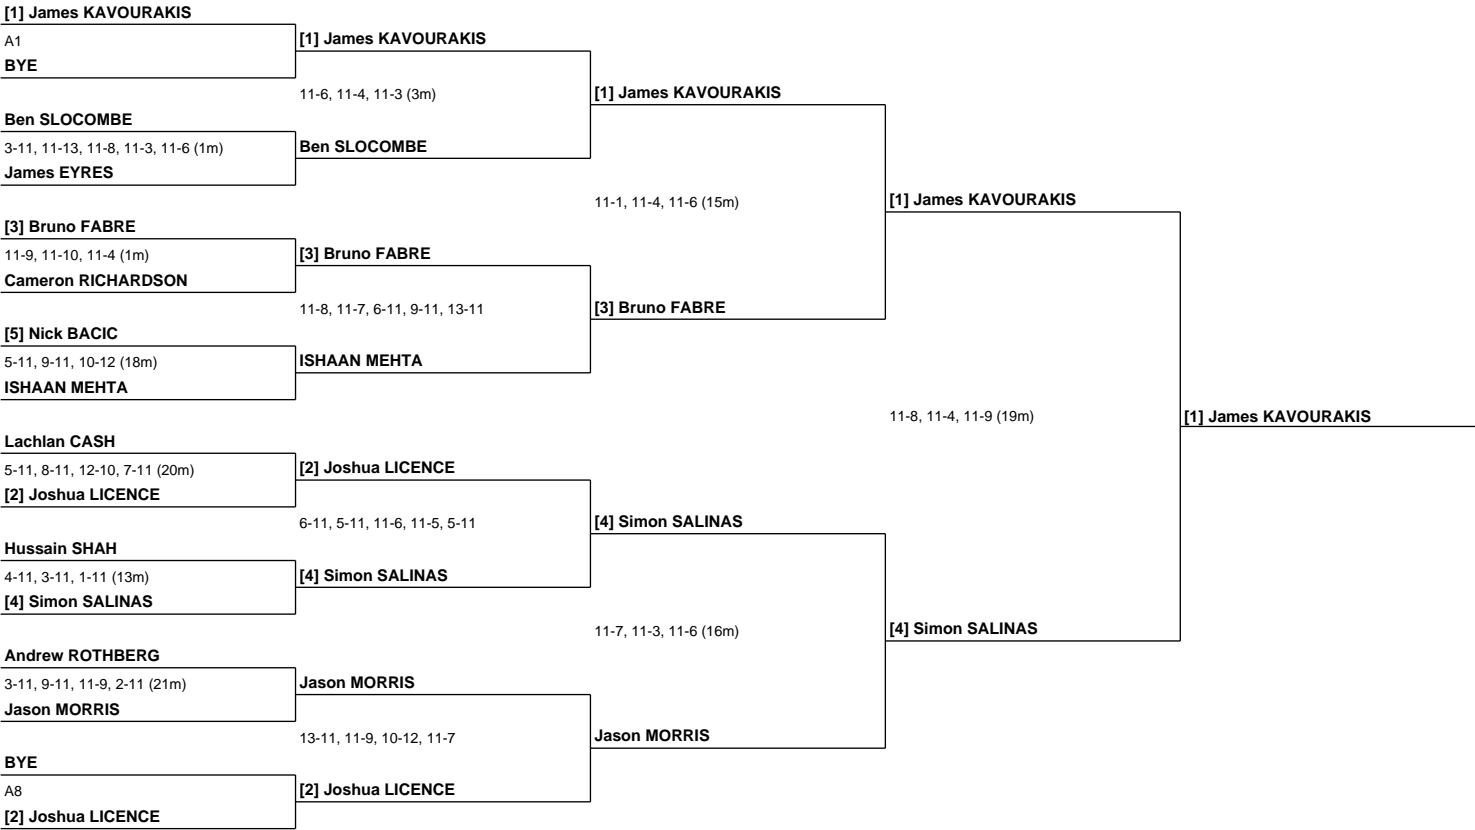 [1] James KAVOURAKIS
A1
BYE
[1] James KAVOURAKIS
11-6, 11-4, 11-3 (3m)
Ben SLOCOMBE
3-11, 11-13, 11-8, 11-3, 11-6 (1m)
James EYRES
Ben SLOCOMBE
[1] James KAVOURAKIS
11-1, 11-4, 11-6 (15m)
[3] Bruno FABRE
11-9, 11-10, 11-4 (1m)
Cameron RICHARDSON
[3] Bruno FABRE
11-8, 11-7, 6-11, 9-11, 13-11
[5] Nick BACIC
5-11, 9-11, 10-12 (18m)
ISHAAN MEHTA
ISHAAN MEHTA
[3] Bruno FABRE
[1] James KAVOURAKIS
11-8, 11-4, 11-9 (19m)
[1] James KAVOURAKIS
Lachlan CASH
5-11, 8-11, 12-10, 7-11 (20m)
[2] Joshua LICENCE
[2] Joshua LICENCE
6-11, 5-11, 11-6, 11-5, 5-11
Hussain SHAH
4-11, 3-11, 1-11 (13m)
[4] Simon SALINAS
[4] Simon SALINAS
[4] Simon SALINAS
11-7, 11-3, 11-6 (16m)
[4] Simon SALINAS
Andrew ROTHBERG
3-11, 9-11, 11-9, 2-11 (21m)
Jason MORRIS
Jason MORRIS
13-11, 11-9, 10-12, 11-7
Jason MORRIS
BYE
A8
[2] Joshua LICENCE
[2] Joshua LICENCE